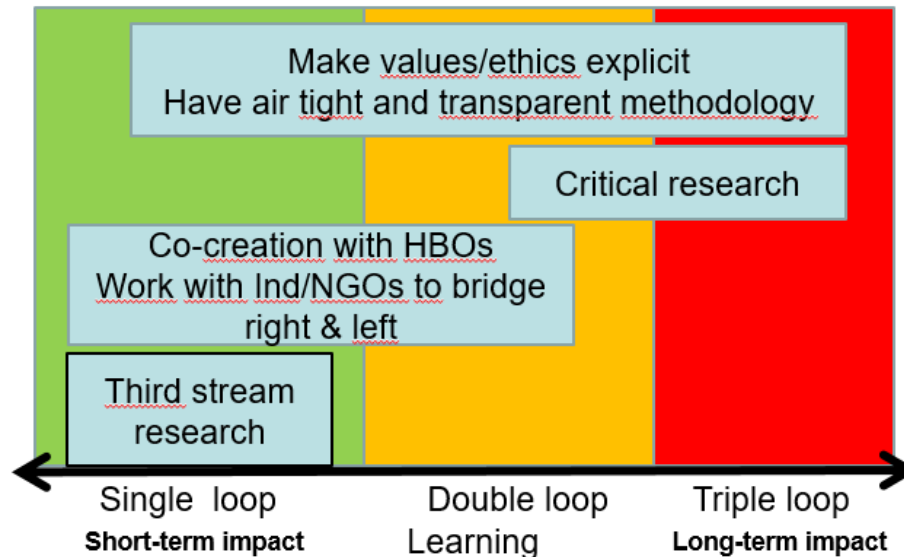 Make values/ethics explicit
Have air tight and transparent methodology
Critical research
Co-creation with HBOs
Work with Ind/NGOs to bridge
right & left
Third stream
research
Single loop
Double loop
Triple loop
Short-term impact
Learning
Long-term impact